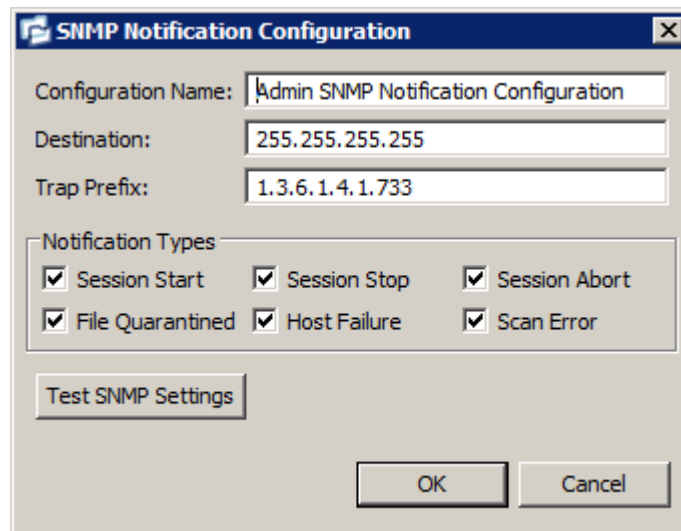 SNMP Notification Configuration
Configuration Name: Admin SNMP Notification Configuration
Destination: 255.255.255.255
Trap Prefix: 1.3.6.1.4.1.733
Notification Types
Session Start Session Stop Session Abort
File Quarantined Host Failure Scan Error
Test SNMP Settings
OK Cancel